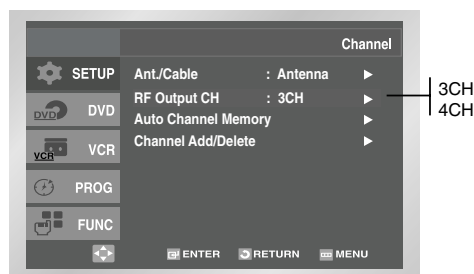 Channel
SETUP
Ant./Cable : Antenna ►
RF Output CH : 3CH ►
3CH
4CH
DVD
DVD
Auto Channel Memory ►
Channel Add/Delete ►
VCR
VCR
PROG
FUNC
ENTER RETURN MENU